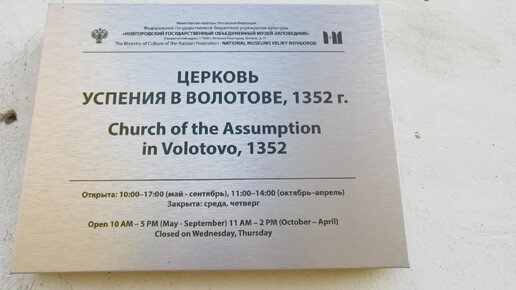 Министерство культуры Российской Федерации
Федеральное государственное бюджетное учреждение культуры
«НОВГОРОДСКИЙ ГОСУДАРСТВЕННЫЙ ОБЪЕДИНЕННЫЙ МУЗЕЙ-ЗАПОВЕДНИК»
The Ministry of Culture of the Russian Federation - NATIONAL MUSEUMS VELIKY NOVGOROD
ЦЕРКОВЬ
УСПЕНИЯ В ВОЛОТОВЕ, 1352 г.
Church of the Assumption
in Volotovo, 1352
Открыта: 10:00–17:00 (май - сентябрь), 11:00–14:00 (октябрь–апрель)
Закрыта: среда, четверг
Open 10 AM – 5 PM (May - September) 11 AM – 2 PM (October – April)
Closed on Wednesday, Thursday